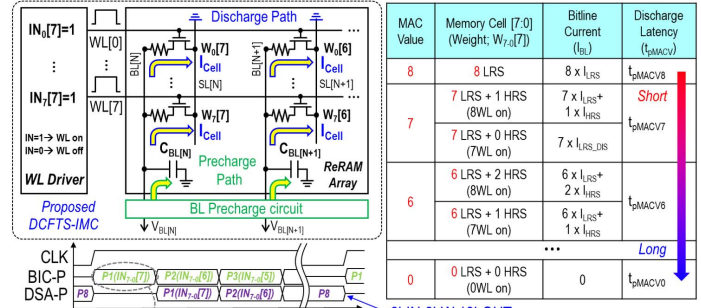 Discharge Path
IN0[7]=1
WL[0]
BL[N]
W0[7]
BL[N+1]
W0[6]
ICell
ICell
SL[N]
SL[N+1]
IN7[7]=1
WL[7]
W7[7]
W7[6]
ICell
ICell
IN=1→ WL on
IN=0→ WL off
CBL[N]
CBL[N+1]
Precharge
Path
ReRAM
Array
WL Driver
Proposed
DCFTS-IMC
BL Precharge circuit
VBL[N]
VBL[N+1]
CLK
BIC-P P1(IN7-0[7]) P2(IN7-0[6]) P3(IN7-0[5]) P1
DSA-P P8 P1(IN7-0[7]) P2(IN7-0[6]) P8
MAC Value
Memory Cell [7:0] (Weight; W7-0[7])
Bitline Current (IBL)
Discharge Latency (tpMACV)
8 8 LRS 8 x ILRS tpMACV8
7 7 LRS + 1 HRS (8WL on) 7 x ILRS+ 1 x IHRS Short
7 LRS + 0 HRS (7WL on) 7 x ILRS_DIS tpMACV7
6 6 LRS + 2 HRS (8WL on) 6 x ILRS+ 2 x IHRS tpMACV6
6 LRS + 1 HRS (7WL on) 6 x ILRS+ 1 x IHRS
••• Long
0 0 LRS + 0 HRS (0WL on) 0 tpMACV0